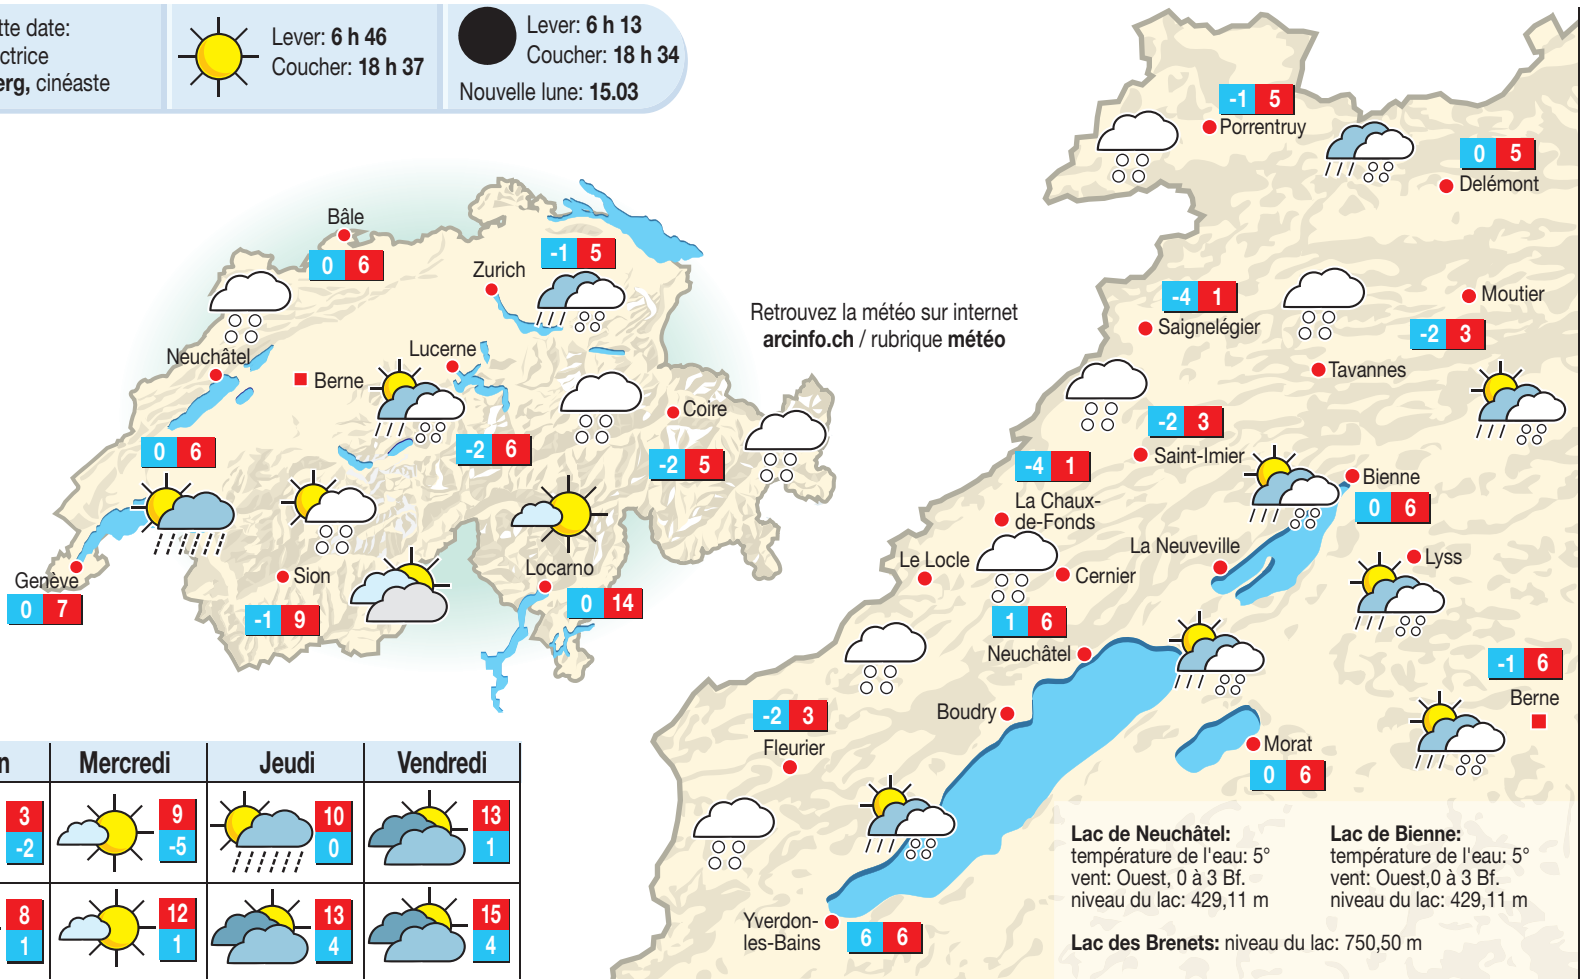 tte date:
ctrice
erg, cinéaste
Lever: 6 h 46
Coucher: 18 h 37
Lever: 6 h 13
Coucher: 18 h 34
Nouvelle lune: 15.03
Bâle
0 6
Zurich
-1 5
Neuchâtel
Berne
Lucerne
Coire
0 6
-2 6
-2 5
Genève
0 7
Sion
-1 9
Locarno
0 14
Retrouvez la météo sur internet
arcinfo.ch / rubrique météo
-1 5
Porrentruy
0 5
Delémont
-4 1
Saignelégier
Moutier
-2 3
Tavannes
-2 3
Saint-Imier
-4 1
La Chaux-
de-Fonds
Bienne
0 6
Le Locle
Cernier
La Neuveville
Lyss
1 6
Neuchâtel
-1 6
Berne
-2 3
Fleurier
Boudry
Morat
0 6
Yverdon-
les-Bains
6 6
Lac de Neuchâtel:
température de l'eau: 5°
vent: Ouest, 0 à 3 Bf.
niveau du lac: 429,11 m
Lac de Bienne:
température de l'eau: 5°
vent: Ouest,0 à 3 Bf.
niveau du lac: 429,11 m
Lac des Brenets: niveau du lac: 750,50 m
n Mercredi Jeudi Vendredi
3 9 10 13
-2 -5 0 1
8 12 13 15
1 1 4 4